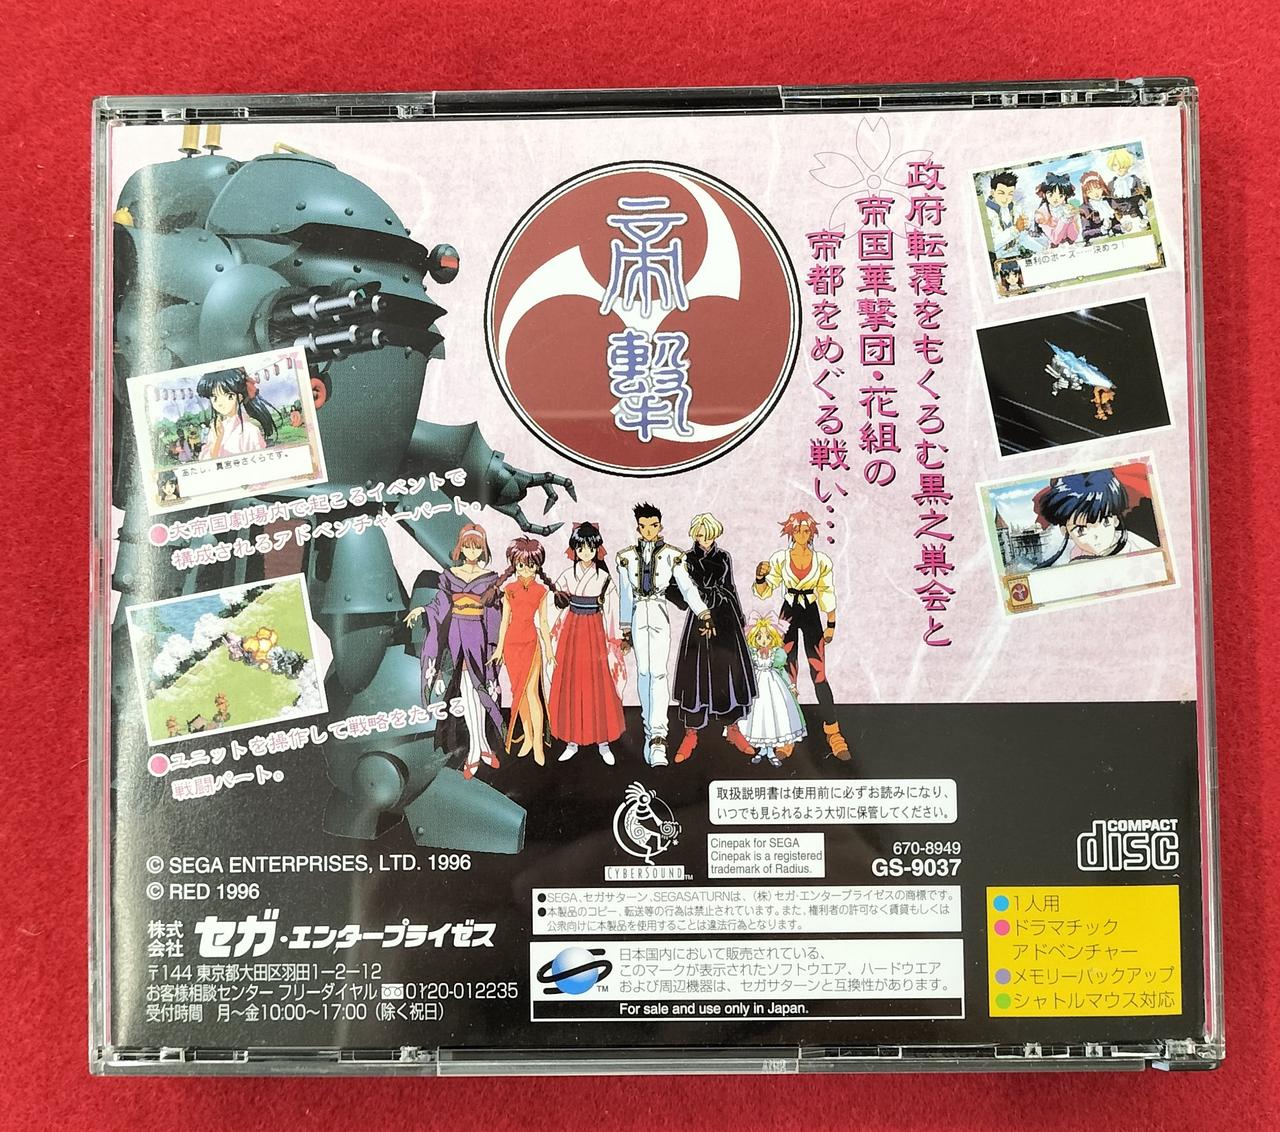 帝撃
政府転覆をもくろむ黒之巣会と
帝国華撃団・花組の
帝都をめぐる戦い…
勝利のポーズ……決めっ!
あたし、真宮寺さくらです。
●大帝国劇場内で起こるイベントで
構成されるアドベンチャーパート。
●ユニットを操作して戦略をたてる
戦闘パート。
© SEGA ENTERPRISES, LTD. 1996
© RED 1996
株式会社 セガ・エンタープライゼス
〒144 東京都大田区羽田1−2−12
お客様相談センター フリーダイヤル 0120-012235
受付時間 月〜金10:00〜17:00(除く祝日)
CYBERSOUND™
取扱説明書は使用前に必ずお読みになり、
いつでも見られるよう大切に保管してください。
Cinepak for SEGA
Cinepak is a registered
trademark of Radius.
670-8949
GS-9037
COMPACT
disc
●SEGA、セガサターン、SEGASATURNは、(株)セガ・エンタープライゼスの商標です。
●本製品のコピー、転送等の行為は禁止されています。また、権利者の許可なく賃貸もしくは
公衆向けに本製品を使用することは違法行為となります。
TM
日本国内において販売されている、
このマークが表示されたソフトウエア、ハードウエア
および周辺機器は、セガサターンと互換性があります。
For sale and use only in Japan.
●1人用
●ドラマチック
アドベンチャー
●メモリーバックアップ
●シャトルマウス対応